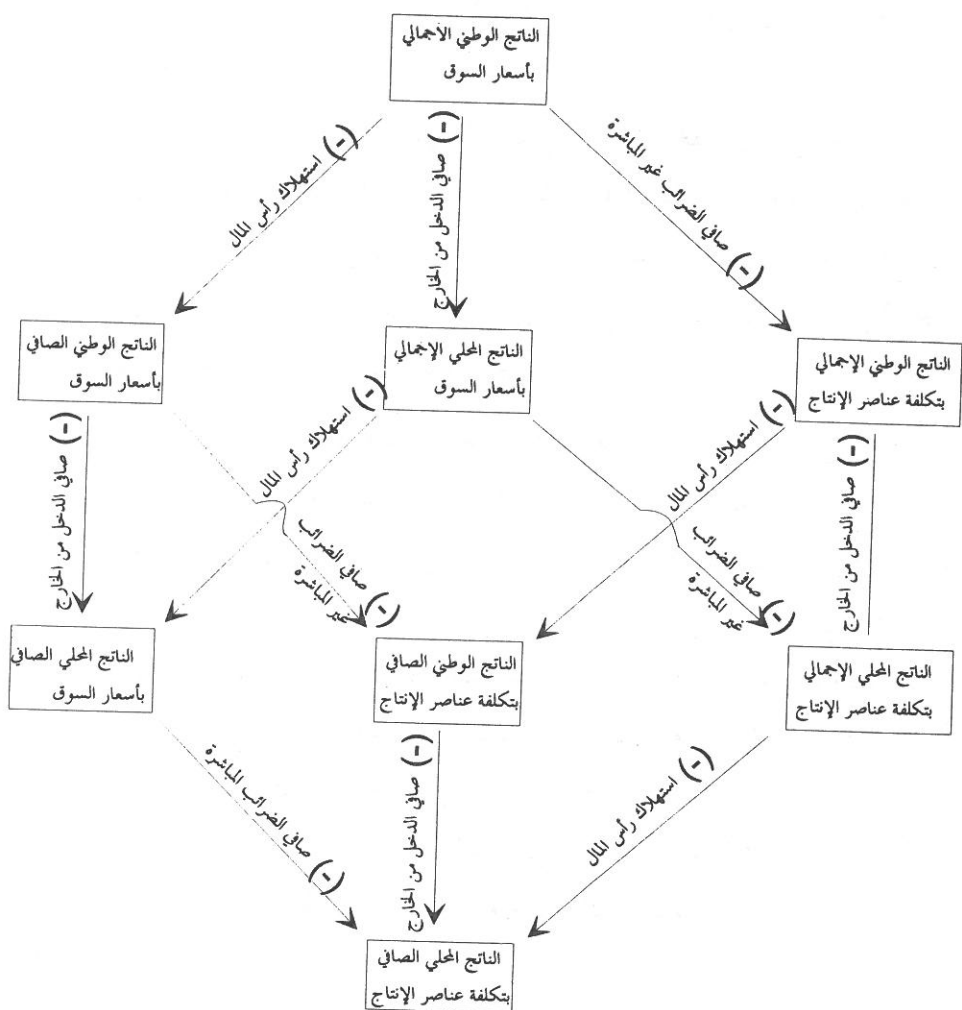 الناتج الوطني الأجمالي
بأسعار السوق
(-) صافي الضرائب غير المباشرة (-)
(-) صافي الدخل من الخارج
(-) استهلاك رأس المال
الناتج الوطني الإجمالي
بتكلفة عناصر الإنتاج
الناتج المحلي الإجمالي
بأسعار السوق
الناتج الوطني الصافي
بأسعار السوق
(-) صافي الدخل من الخارج
(-) استهلاك رأس المال
(-) صافي الضرائب
غير المباشرة
(-) استهلاك رأس المال
(-) صافي الضرائب
غير المباشرة
(-) صافي الدخل من الخارج
الناتج المحلي الإجمالي
بتكلفة عناصر الإنتاج
الناتج الوطني الصافي
بتكلفة عناصر الإنتاج
الناتج المحلي الصافي
بأسعار السوق
(-) استهلاك رأس المال
(-) صافي الدخل من الخارج
(-) صافي الضرائب المباشرة
الناتج المحلي الصافي
بتكلفة عناصر الإنتاج